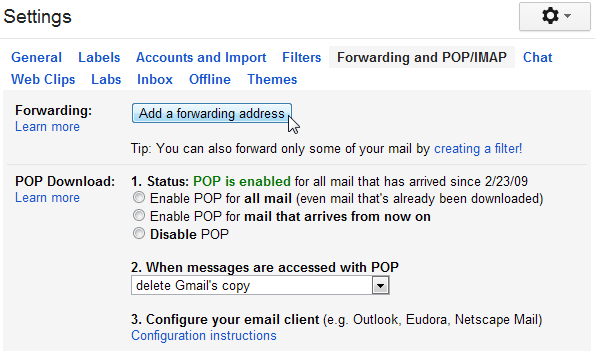 Settings
General Labels Accounts and Import Filters Forwarding and POP/IMAP Chat
Web Clips Labs Inbox Offline Themes
Forwarding: Add a forwarding address
Learn more
Tip: You can also forward only some of your mail by creating a filter!
POP Download: 1. Status: POP is enabled for all mail that has arrived since 2/23/09
Learn more Enable POP for all mail (even mail that's already been downloaded)
Enable POP for mail that arrives from now on
Disable POP
2. When messages are accessed with POP
delete Gmail's copy
3. Configure your email client (e.g. Outlook, Eudora, Netscape Mail)
Configuration instructions